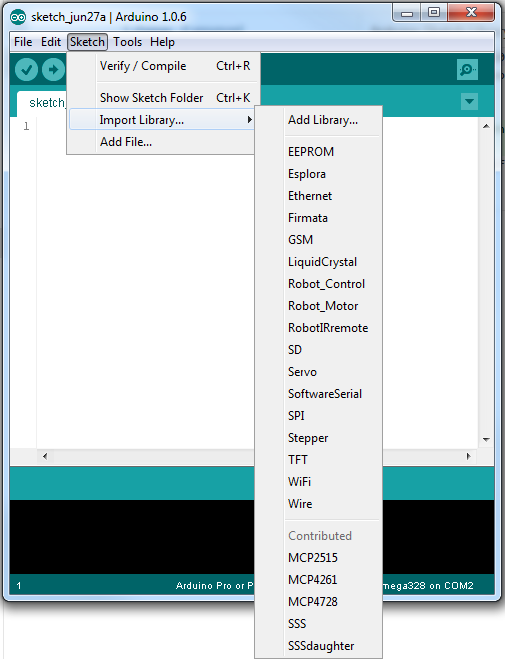 sketch_jun27a | Arduino 1.0.6
File Edit Sketch Tools Help
Verify / Compile Ctrl+R
Show Sketch Folder Ctrl+K
Import Library...
Add File...
sketch_
1
Add Library...
EEPROM
Esplora
Ethernet
Firmata
GSM
LiquidCrystal
Robot_Control
Robot_Motor
RobotIRremote
SD
Servo
SoftwareSerial
SPI
Stepper
TFT
WiFi
Wire
Contributed
MCP2515
MCP4261
MCP4728
SSS
SSSdaughter
1 Arduino Pro or P mega328 on COM2